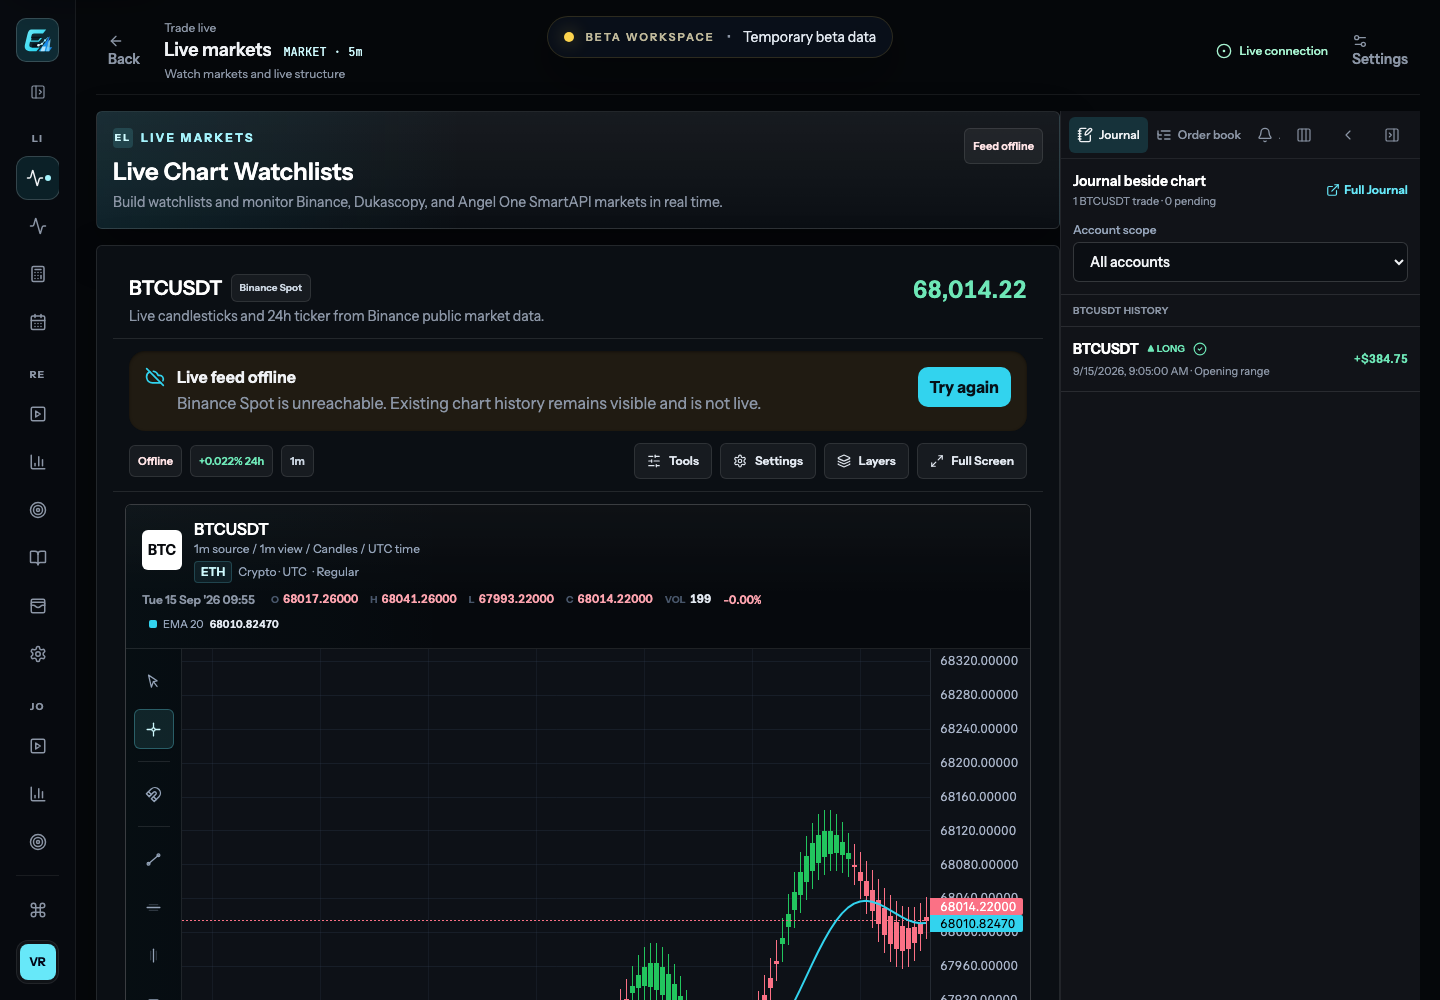 Back
Trade live
Live markets MARKET · 5m
Watch markets and live structure
BETA WORKSPACE · Temporary beta data
Live connection
Settings
LI
RE
JO
VR
EL LIVE MARKETS
Live Chart Watchlists
Build watchlists and monitor Binance, Dukascopy, and Angel One SmartAPI markets in real time.
Feed offline
BTCUSDT Binance Spot
68,014.22
Live candlesticks and 24h ticker from Binance public market data.
Live feed offline
Binance Spot is unreachable. Existing chart history remains visible and is not live.
Try again
Offline +0.022% 24h 1m
Tools Settings Layers Full Screen
BTC
BTCUSDT
1m source / 1m view / Candles / UTC time
ETH Crypto · UTC · Regular
Tue 15 Sep '26 09:55 O 68017.26000 H 68041.26000 L 67993.22000 C 68014.22000 VOL 199 -0.00%
EMA 20 68010.82470
68320.00000
68280.00000
68240.00000
68200.00000
68160.00000
68120.00000
68080.00000
68040.00000
68014.22000
68010.82470
68000.00000
67960.00000
67920.00000
Journal Order book
Journal beside chart
1 BTCUSDT trade · 0 pending
Full Journal
Account scope
All accounts
BTCUSDT HISTORY
BTCUSDT LONG
9/15/2026, 9:05:00 AM · Opening range
+$384.75